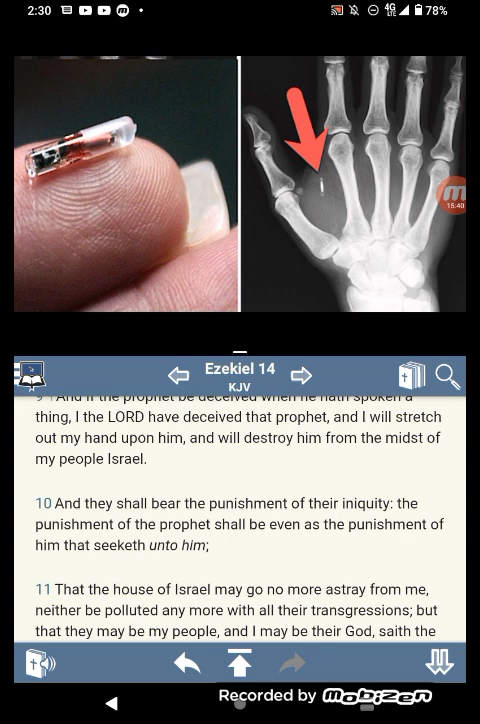 2:30
4G
LTE
78%
15:40
Ezekiel 14
KJV
9 And if the prophet be deceived when he hath spoken a
thing, I the LORD have deceived that prophet, and I will stretch
out my hand upon him, and will destroy him from the midst of
my people Israel.
10 And they shall bear the punishment of their iniquity: the
punishment of the prophet shall be even as the punishment of
him that seeketh unto him;
11 That the house of Israel may go no more astray from me,
neither be polluted any more with all their transgressions; but
that they may be my people, and I may be their God, saith the
Recorded by Mobizen